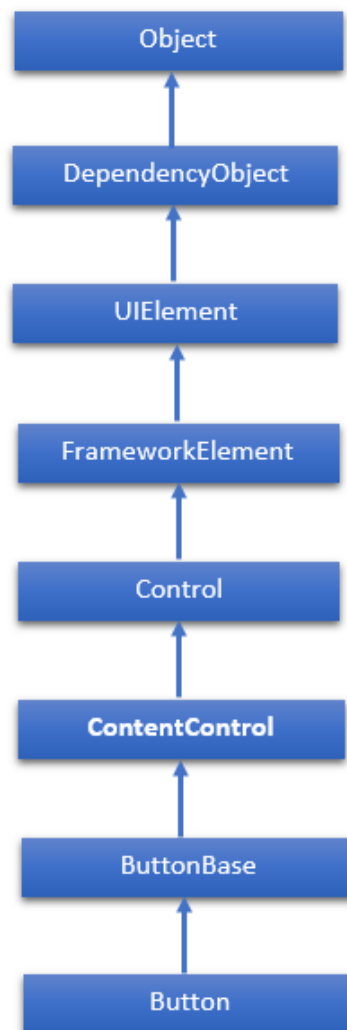 Object
DependencyObject
UIElement
FrameworkElement
Control
ContentControl
ButtonBase
Button